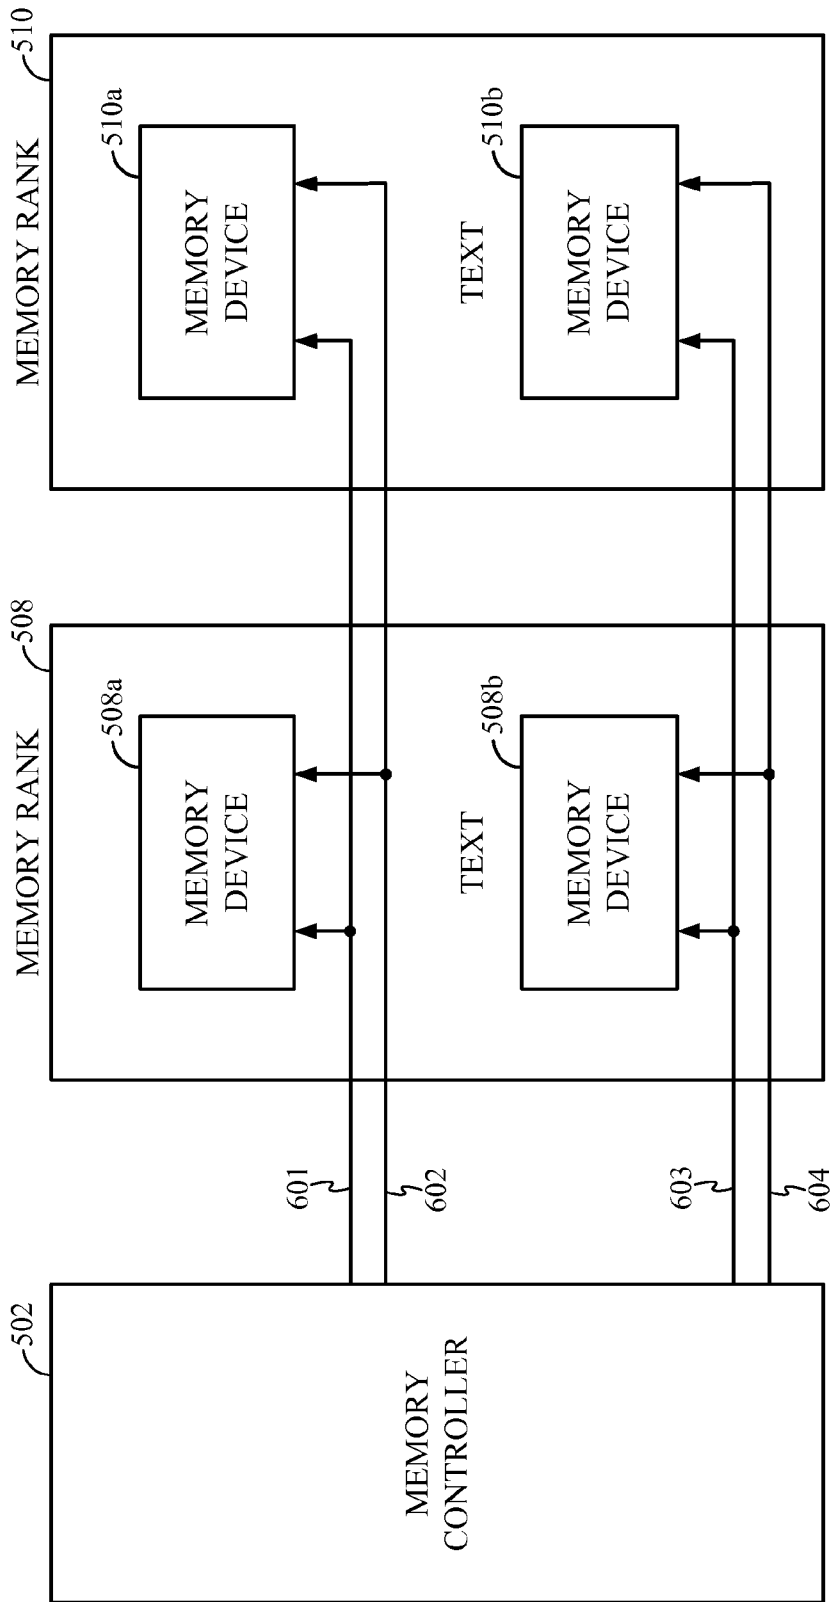 502
MEMORY
CONTROLLER
601
602
603
604
MEMORY RANK
508
508a
MEMORY
DEVICE
TEXT
508b
MEMORY
DEVICE
MEMORY RANK
510
510a
MEMORY
DEVICE
TEXT
510b
MEMORY
DEVICE